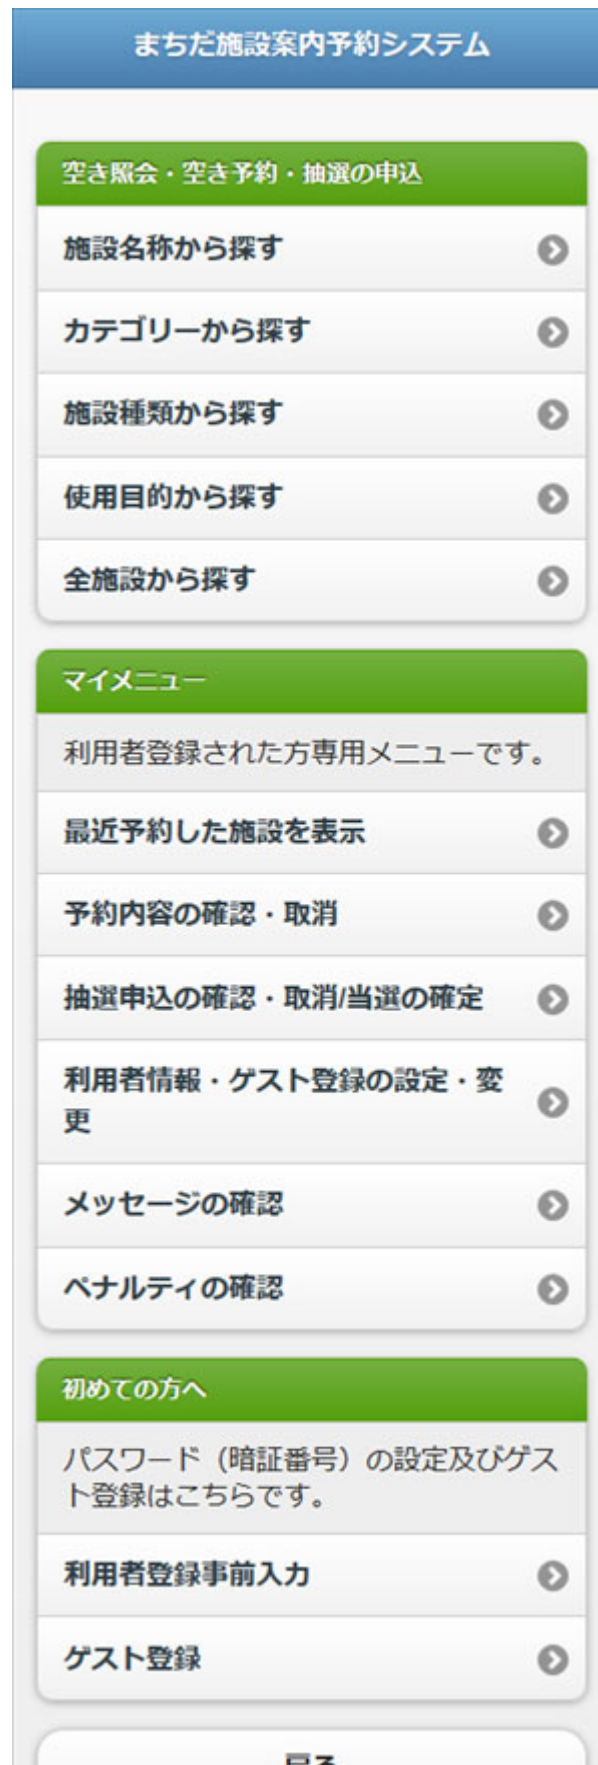 まちだ施設案内予約システム
空き照会・空き予約・抽選の申込
施設名称から探す
カテゴリーから探す
施設種類から探す
使用目的から探す
全施設から探す
マイメニュー
利用者登録された方専用メニューです。
最近予約した施設を表示
予約内容の確認・取消
抽選申込の確認・取消/当選の確定
利用者情報・ゲスト登録の設定・変
更
メッセージの確認
ペナルティの確認
初めての方へ
パスワード（暗証番号）の設定及びゲス
ト登録はこちらです。
利用者登録事前入力
ゲスト登録
戻る